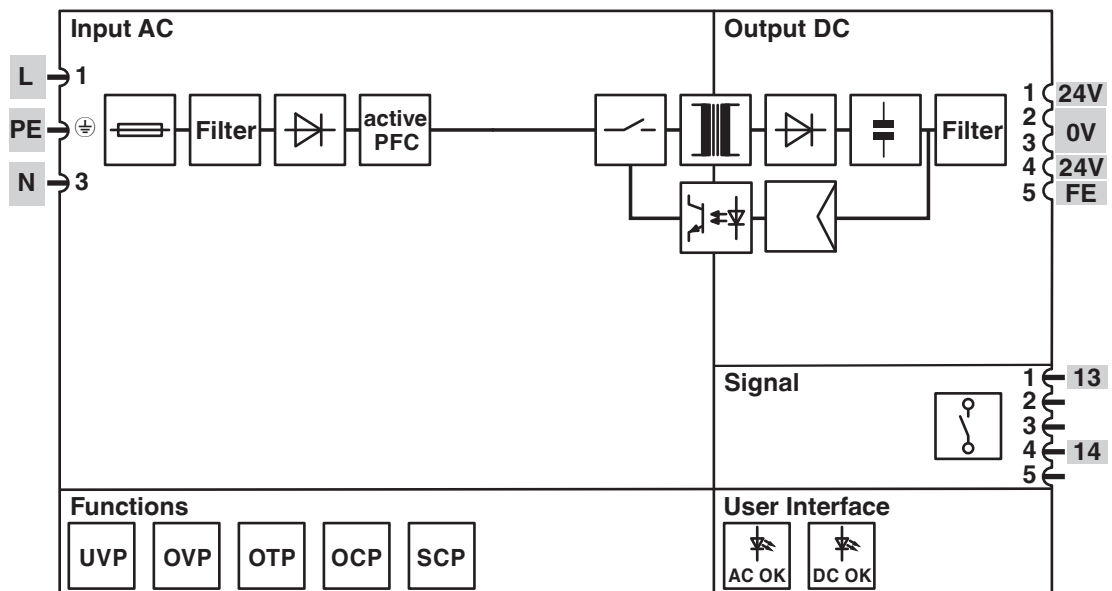 Input AC
Output DC
L 1
PE
N 3
Filter
active
PFC
Filter
1 24V
2
0V
3
4 24V
5 FE
Signal
1 13
2
3
4 14
5
Functions
UVP OVP OTP OCP SCP
User Interface
AC OK DC OK